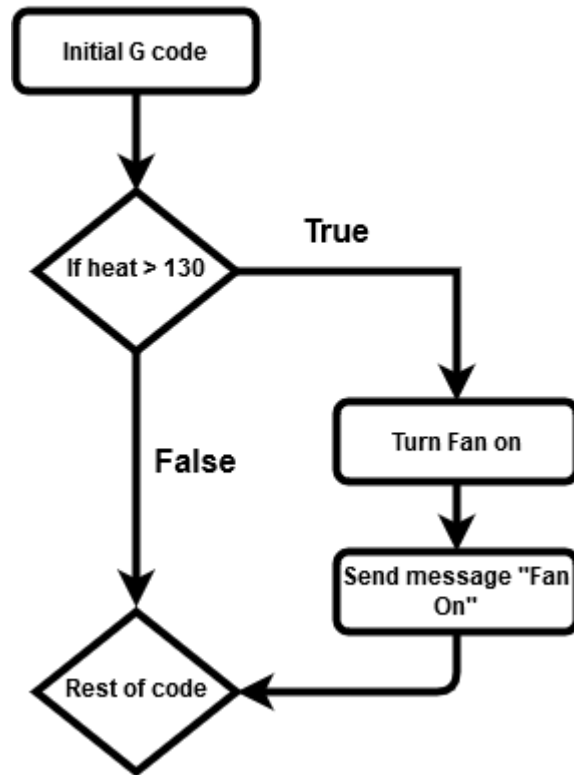 Initial G code
If heat > 130
True
Turn Fan on
False
Send message "Fan
On"
Rest of code